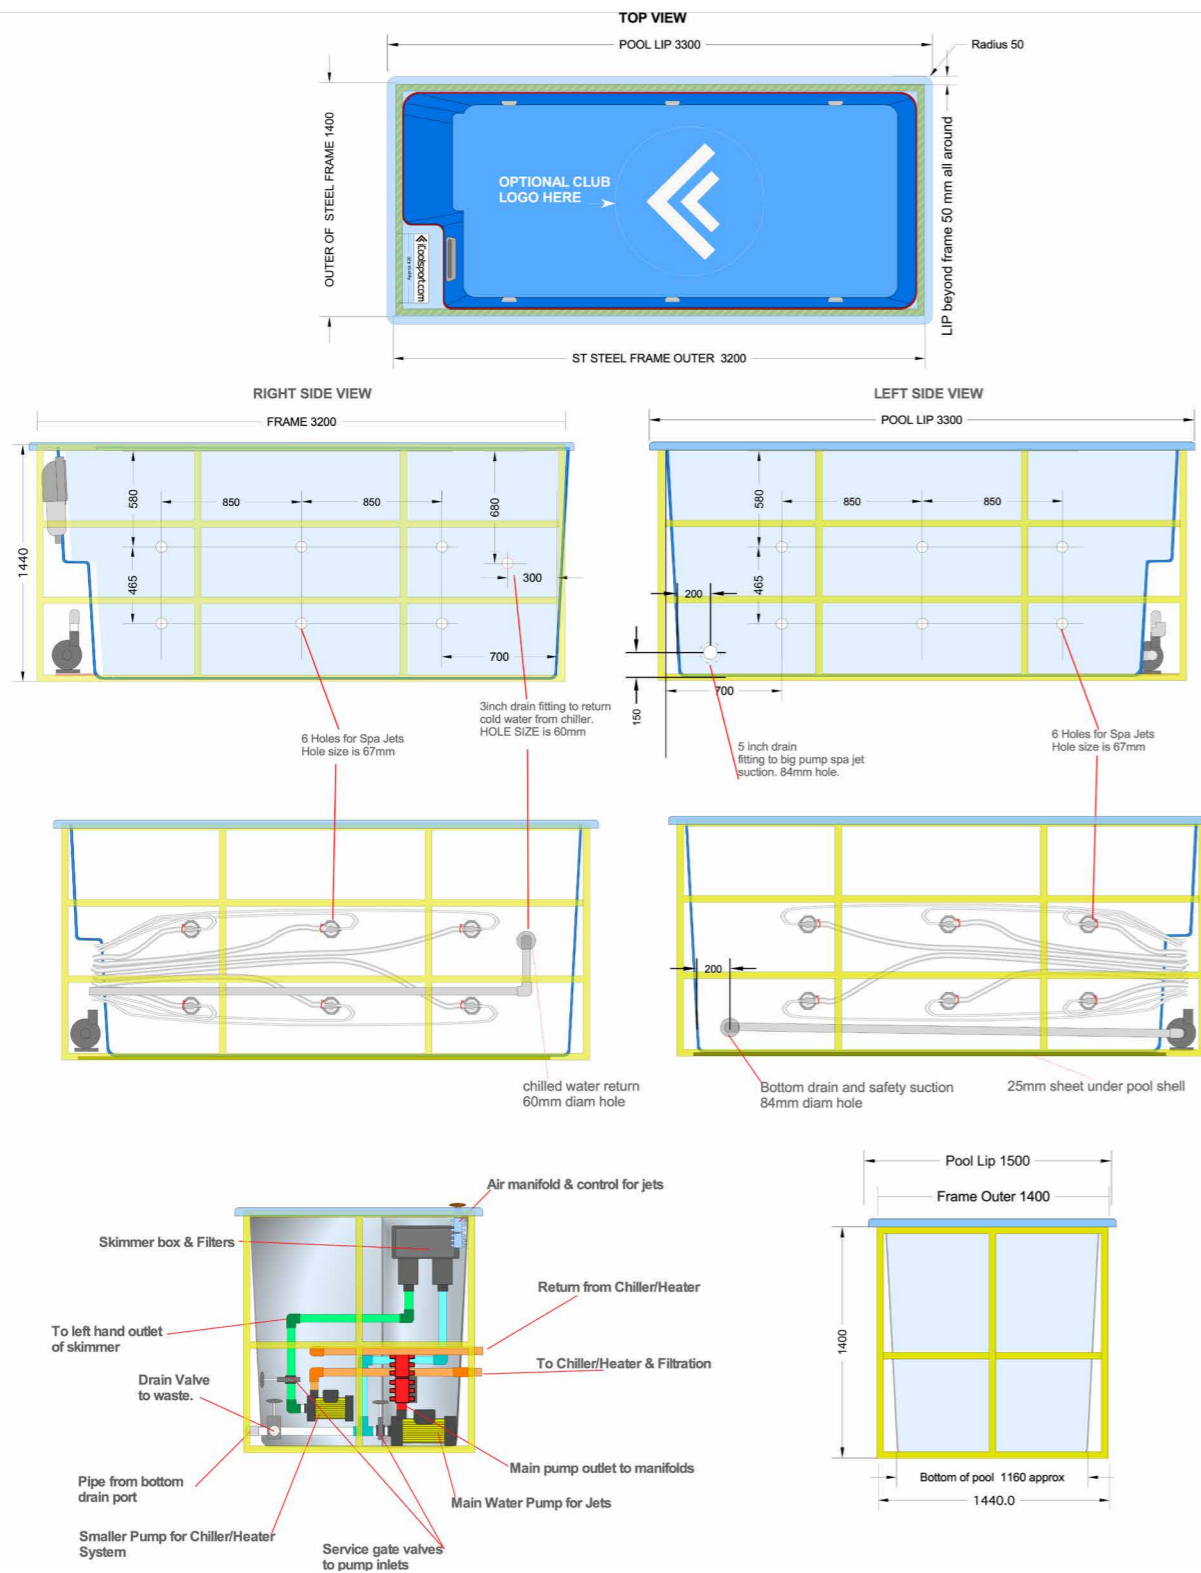 TOP VIEW
POOL LIP 3300
Radius 50
OUTER OF STEEL FRAME 1400
OPTIONAL CLUB
LOGO HERE
iCoolsport.com
LIP beyond frame 50 mm all around
ST STEEL FRAME OUTER 3200
RIGHT SIDE VIEW
FRAME 3200
580
850
850
680
1440
465
300
700
6 Holes for Spa Jets
Hole size is 67mm
3inch drain fitting to return
cold water from chiller.
HOLE SIZE is 60mm
LEFT SIDE VIEW
POOL LIP 3300
580
850
850
200
465
700
150
5 inch drain
fitting to big pump spa jet
suction. 84mm hole.
6 Holes for Spa Jets
Hole size is 67mm
chilled water return
60mm diam hole
200
Bottom drain and safety suction
84mm diam hole
25mm sheet under pool shell
Air manifold & control for jets
Skimmer box & Filters
Return from Chiller/Heater
To left hand outlet
of skimmer
To Chiller/Heater & Filtration
Drain Valve
to waste.
Main pump outlet to manifolds
Pipe from bottom
drain port
Main Water Pump for Jets
Smaller Pump for Chiller/Heater
System
Service gate valves
to pump inlets
Pool Lip 1500
Frame Outer 1400
1400
Bottom of pool 1160 approx
1440.0